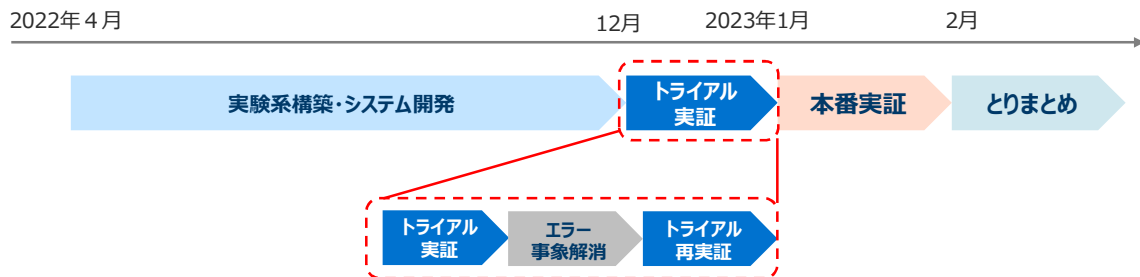 2022年４月
12月
2023年1月
2月
実験系構築・システム開発
トライアル
実証
本番実証
とりまとめ
トライアル
実証
エラー
事象解消
トライアル
再実証